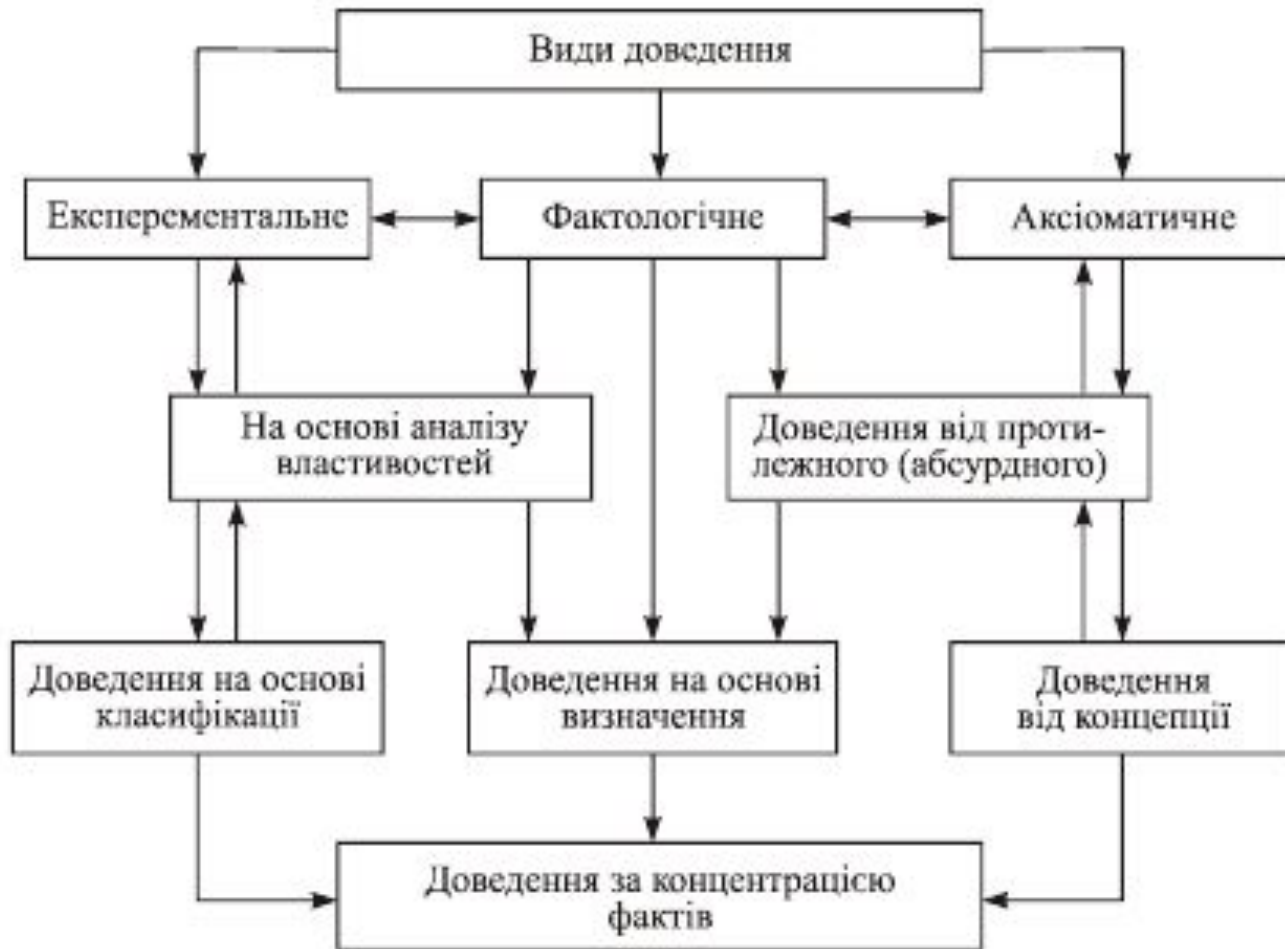 Види доведення
Експерементальне
Фактологічне
Аксіоматичне
На основі аналізу
властивостей
Доведення від проти-
лежного (абсурдного)
Доведення на основі
класифікації
Доведення на основі
визначення
Доведення
від концепції
Доведення за концентрацією
фактів